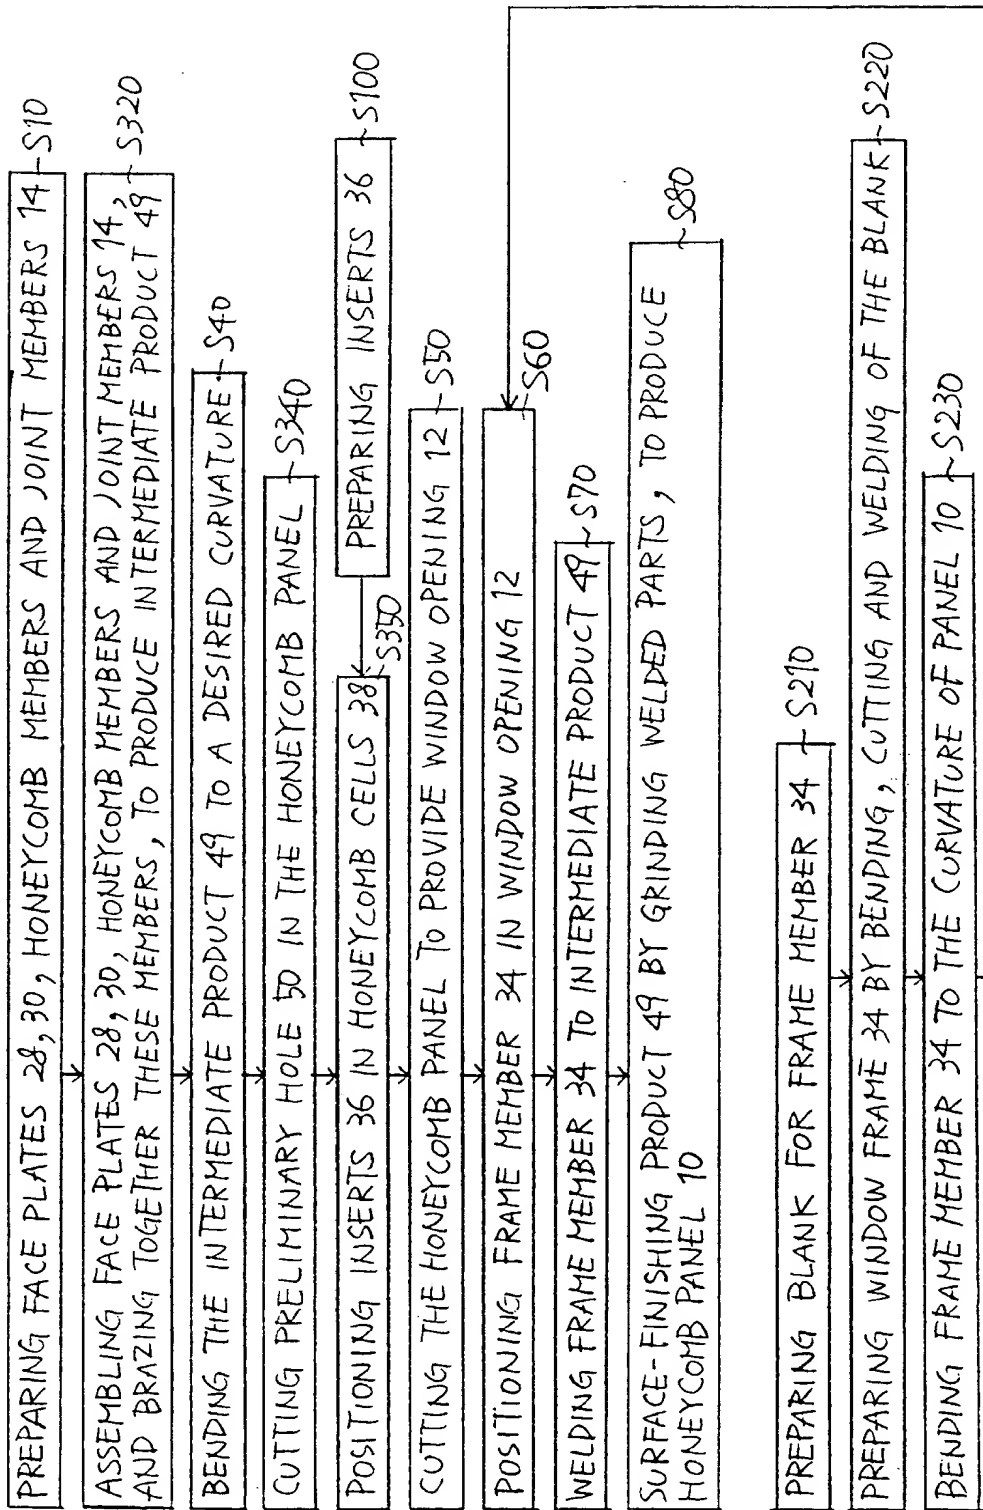 PREPARING FACE PLATES 28, 30, HONEYCOMB MEMBERS AND JOINT MEMBERS 14 ~S10
ASSEMBLING FACE PLATES 28, 30, HONEYCOMB MEMBERS AND JOINT MEMBERS 14, ~S320
AND BRAZING TOGETHER THESE MEMBERS, TO PRODUCE INTERMEDIATE PRODUCT 49
BENDING THE INTERMEDIATE PRODUCT 49 TO A DESIRED CURVATURE ~S40
CUTTING PRELIMINARY HOLE 50 IN THE HONEYCOMB PANEL ~S340
POSITIONING INSERTS 36 IN HONEYCOMB CELLS 38 S350
PREPARING INSERTS 36 ~S100
CUTTING THE HONEYCOMB PANEL TO PROVIDE WINDOW OPENING 12 ~S50
POSITIONING FRAME MEMBER 34 IN WINDOW OPENING 12 ~S60
WELDING FRAME MEMBER 34 TO INTERMEDIATE PRODUCT 49 ~S70
SURFACE-FINISHING PRODUCT 49 BY GRINDING WELDED PARTS, TO PRODUCE ~S80
HONEYCOMB PANEL 10
PREPARING BLANK FOR FRAME MEMBER 34 ~S210
PREPARING WINDOW FRAME 34 BY BENDING, CUTTING AND WELDING OF THE BLANK ~S220
BENDING FRAME MEMBER 34 TO THE CURVATURE OF PANEL 10 ~S230